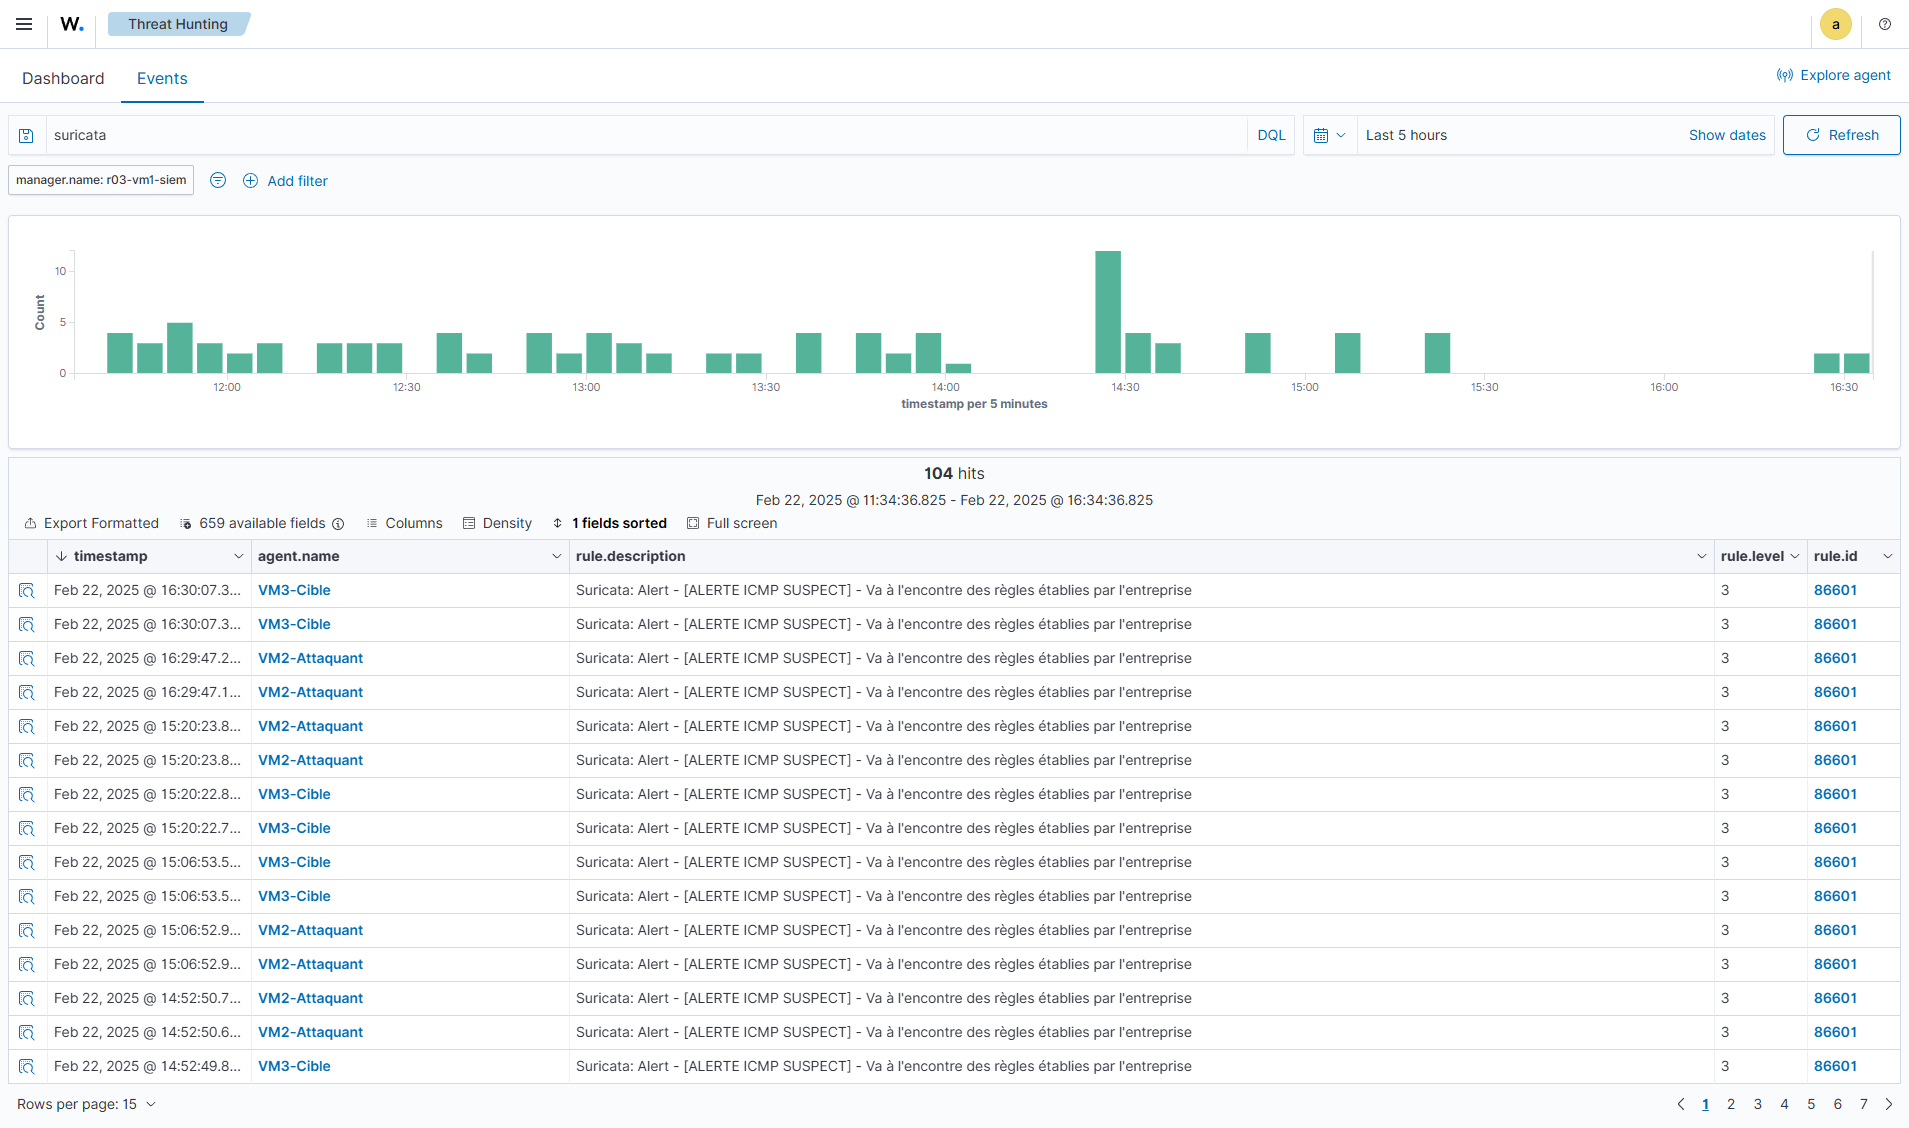 W. Threat Hunting a
Dashboard Events Explore agent
suricata DQL Last 5 hours Show dates Refresh
manager.name: r03-vm1-siem Add filter
10
5
0
Count
12:00 12:30 13:00 13:30 14:00 14:30 15:00 15:30 16:00 16:30
timestamp per 5 minutes
104 hits
Feb 22, 2025 @ 11:34:36.825 - Feb 22, 2025 @ 16:34:36.825
Export Formatted 659 available fields Columns Density 1 fields sorted Full screen
timestamp agent.name rule.description rule.level rule.id
Feb 22, 2025 @ 16:30:07.3... VM3-Cible Suricata: Alert - [ALERTE ICMP SUSPECT] - Va à l'encontre des règles établies par l'entreprise 3 86601
Feb 22, 2025 @ 16:30:07.3... VM3-Cible Suricata: Alert - [ALERTE ICMP SUSPECT] - Va à l'encontre des règles établies par l'entreprise 3 86601
Feb 22, 2025 @ 16:29:47.2... VM2-Attaquant Suricata: Alert - [ALERTE ICMP SUSPECT] - Va à l'encontre des règles établies par l'entreprise 3 86601
Feb 22, 2025 @ 16:29:47.1... VM2-Attaquant Suricata: Alert - [ALERTE ICMP SUSPECT] - Va à l'encontre des règles établies par l'entreprise 3 86601
Feb 22, 2025 @ 15:20:23.8... VM2-Attaquant Suricata: Alert - [ALERTE ICMP SUSPECT] - Va à l'encontre des règles établies par l'entreprise 3 86601
Feb 22, 2025 @ 15:20:23.8... VM2-Attaquant Suricata: Alert - [ALERTE ICMP SUSPECT] - Va à l'encontre des règles établies par l'entreprise 3 86601
Feb 22, 2025 @ 15:20:22.8... VM3-Cible Suricata: Alert - [ALERTE ICMP SUSPECT] - Va à l'encontre des règles établies par l'entreprise 3 86601
Feb 22, 2025 @ 15:20:22.7... VM3-Cible Suricata: Alert - [ALERTE ICMP SUSPECT] - Va à l'encontre des règles établies par l'entreprise 3 86601
Feb 22, 2025 @ 15:06:53.5... VM3-Cible Suricata: Alert - [ALERTE ICMP SUSPECT] - Va à l'encontre des règles établies par l'entreprise 3 86601
Feb 22, 2025 @ 15:06:53.5... VM3-Cible Suricata: Alert - [ALERTE ICMP SUSPECT] - Va à l'encontre des règles établies par l'entreprise 3 86601
Feb 22, 2025 @ 15:06:52.9... VM2-Attaquant Suricata: Alert - [ALERTE ICMP SUSPECT] - Va à l'encontre des règles établies par l'entreprise 3 86601
Feb 22, 2025 @ 15:06:52.9... VM2-Attaquant Suricata: Alert - [ALERTE ICMP SUSPECT] - Va à l'encontre des règles établies par l'entreprise 3 86601
Feb 22, 2025 @ 14:52:50.7... VM2-Attaquant Suricata: Alert - [ALERTE ICMP SUSPECT] - Va à l'encontre des règles établies par l'entreprise 3 86601
Feb 22, 2025 @ 14:52:50.6... VM2-Attaquant Suricata: Alert - [ALERTE ICMP SUSPECT] - Va à l'encontre des règles établies par l'entreprise 3 86601
Feb 22, 2025 @ 14:52:49.8... VM3-Cible Suricata: Alert - [ALERTE ICMP SUSPECT] - Va à l'encontre des règles établies par l'entreprise 3 86601
Rows per page: 15 1 2 3 4 5 6 7